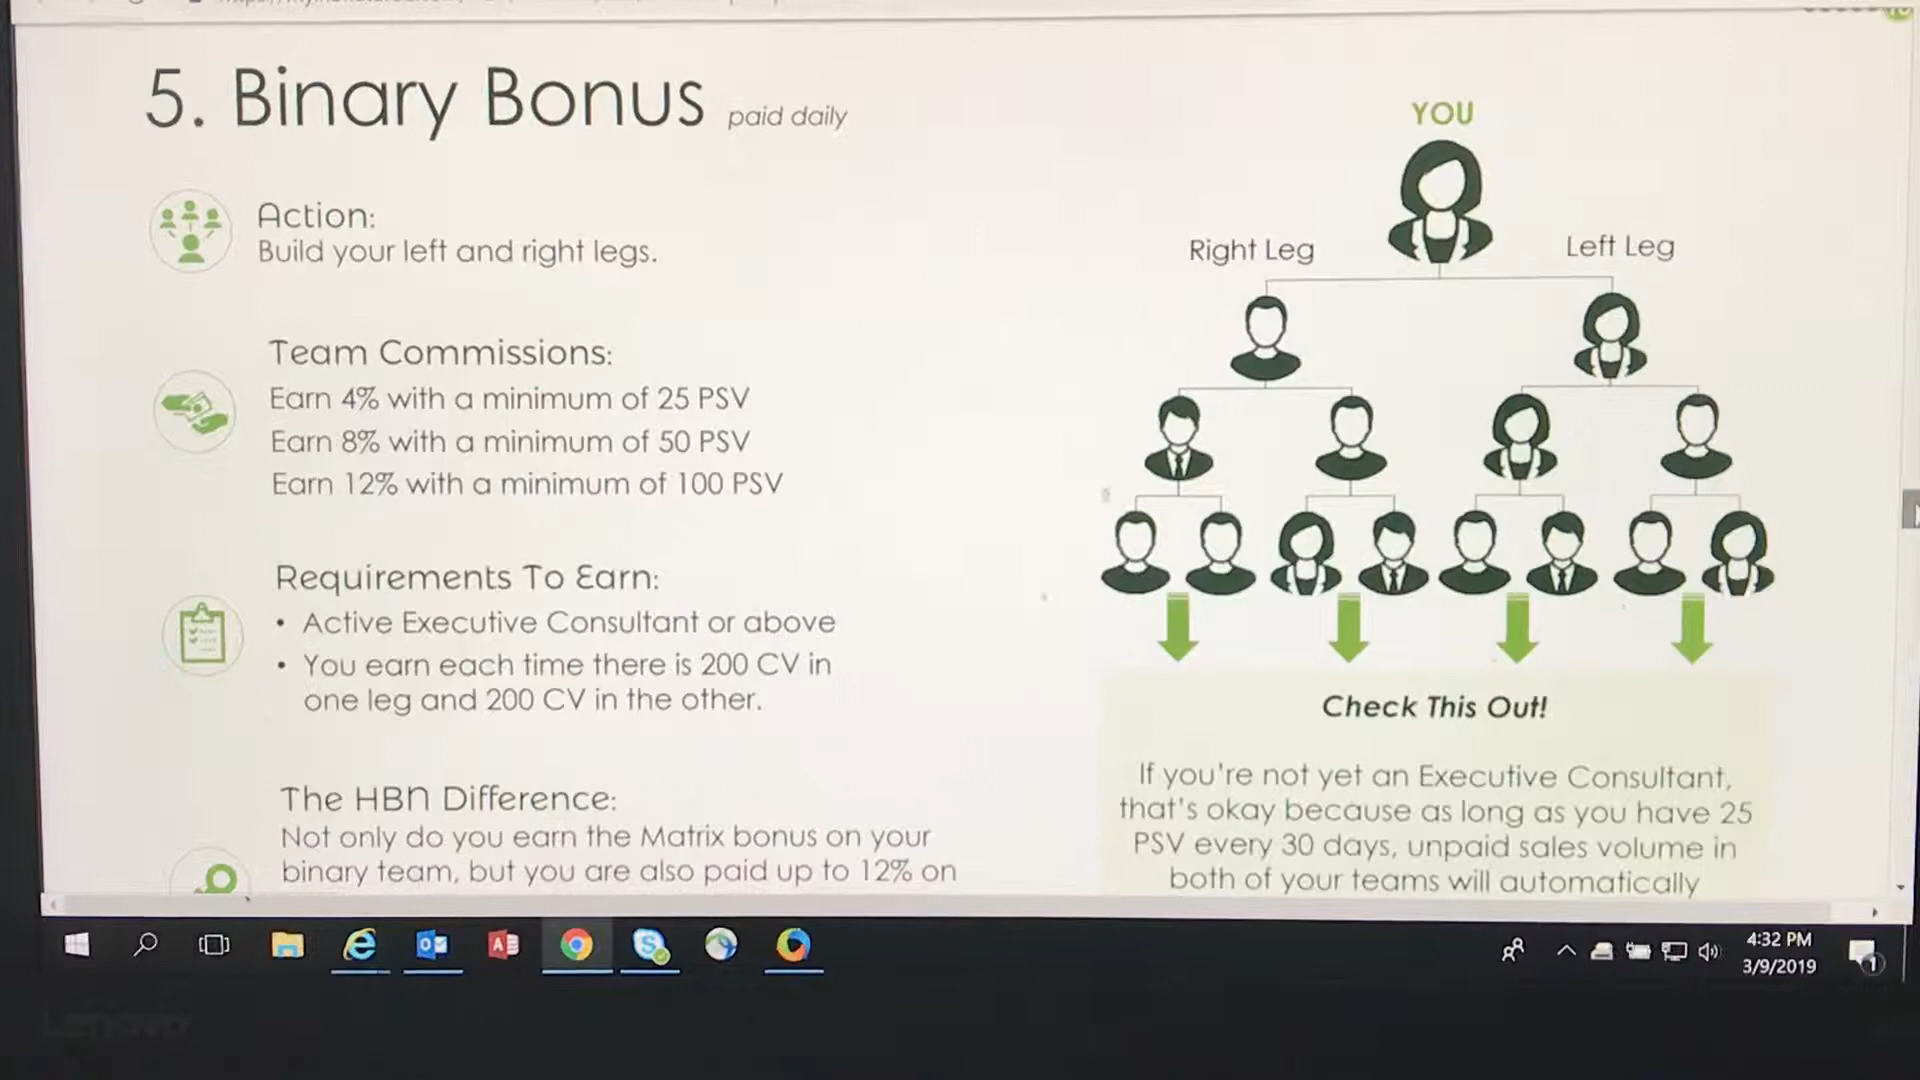 5. Binary Bonus paid daily
Action:
Build your left and right legs.
Team Commissions:
Earn 4% with a minimum of 25 PSV
Earn 8% with a minimum of 50 PSV
Earn 12% with a minimum of 100 PSV
Requirements To Earn:
• Active Executive Consultant or above
• You earn each time there is 200 CV in
one leg and 200 CV in the other.
The HBN Difference:
Not only do you earn the Matrix bonus on your
binary team, but you are also paid up to 12% on
YOU
Right Leg
Left Leg
Check This Out!
If you're not yet an Executive Consultant,
that's okay because as long as you have 25
PSV every 30 days, unpaid sales volume in
both of your teams will automatically
4:32 PM
3/9/2019
1
Lenovo